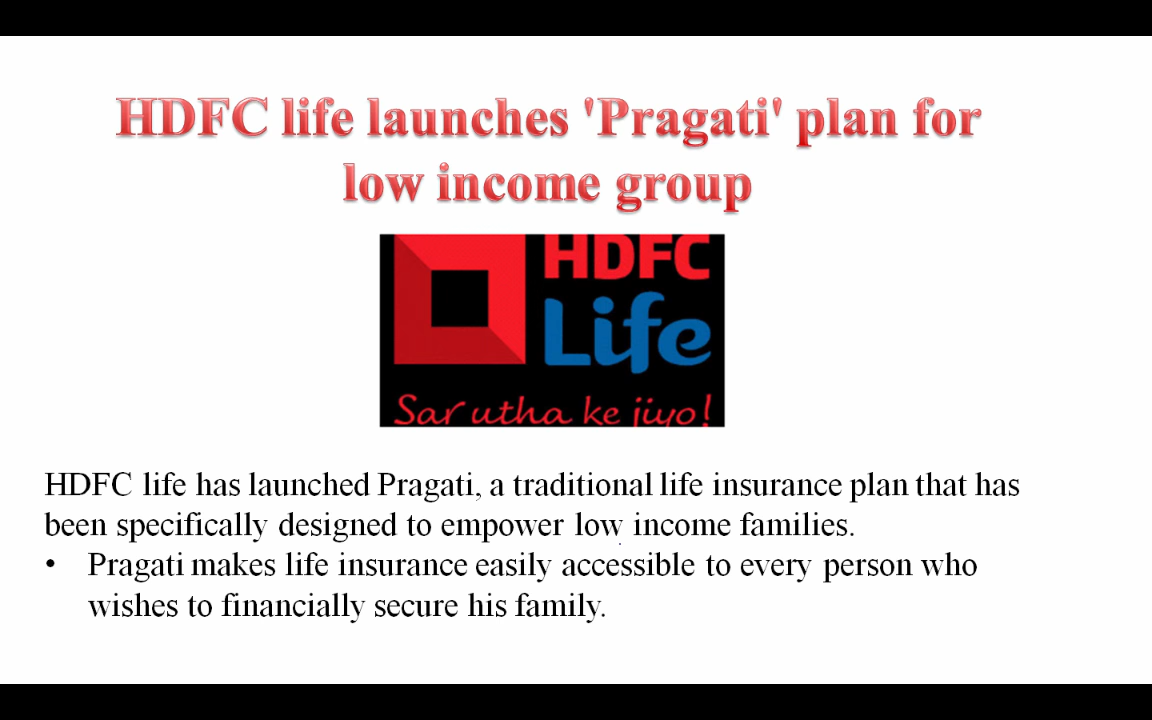 HDFC life launches 'Pragati' plan for
low income group
HDFC
Life
Sar utha ke jiyo!
HDFC life has launched Pragati, a traditional life insurance plan that has
been specifically designed to empower low income families.
• Pragati makes life insurance easily accessible to every person who
wishes to financially secure his family.